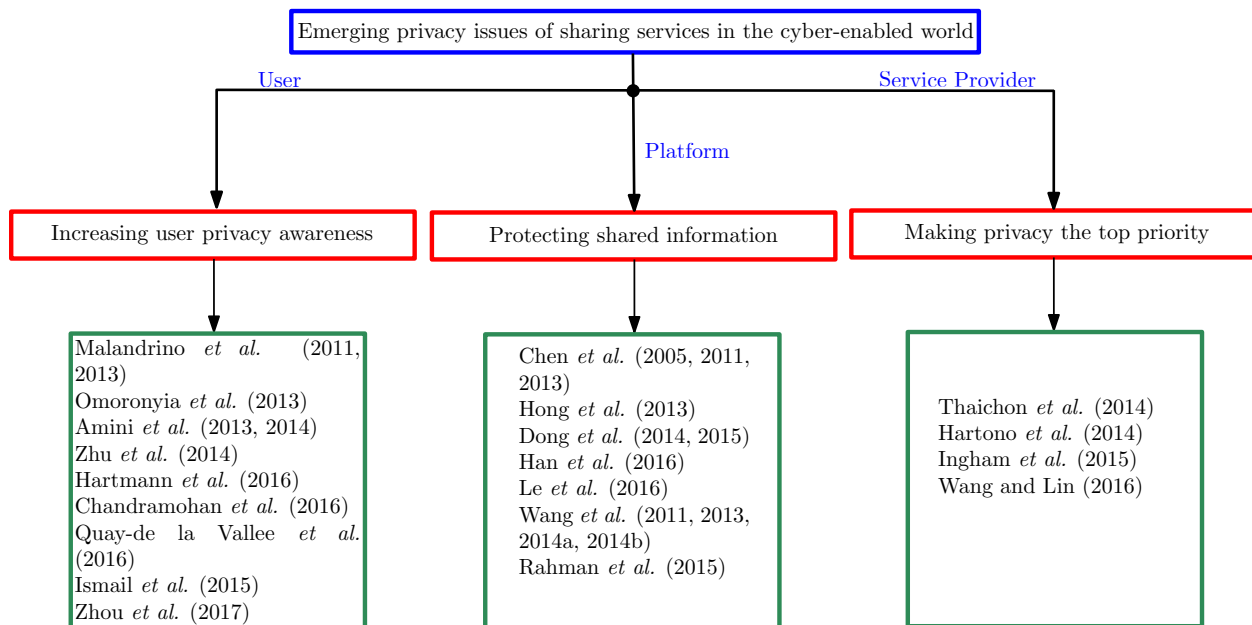 Emerging privacy issues of sharing services in the cyber-enabled world
User
Service Provider
Platform
Increasing user privacy awareness
Protecting shared information
Making privacy the top priority
Malandrino et al. (2011,
2013)
Omoronyia et al. (2013)
Amini et al. (2013, 2014)
Zhu et al. (2014)
Hartmann et al. (2016)
Chandramohan et al. (2016)
Quay-de la Vallee et al.
(2016)
Ismail et al. (2015)
Zhou et al. (2017)
Chen et al. (2005, 2011,
2013)
Hong et al. (2013)
Dong et al. (2014, 2015)
Han et al. (2016)
Le et al. (2016)
Wang et al. (2011, 2013,
2014a, 2014b)
Rahman et al. (2015)
Thaichon et al. (2014)
Hartono et al. (2014)
Ingham et al. (2015)
Wang and Lin (2016)